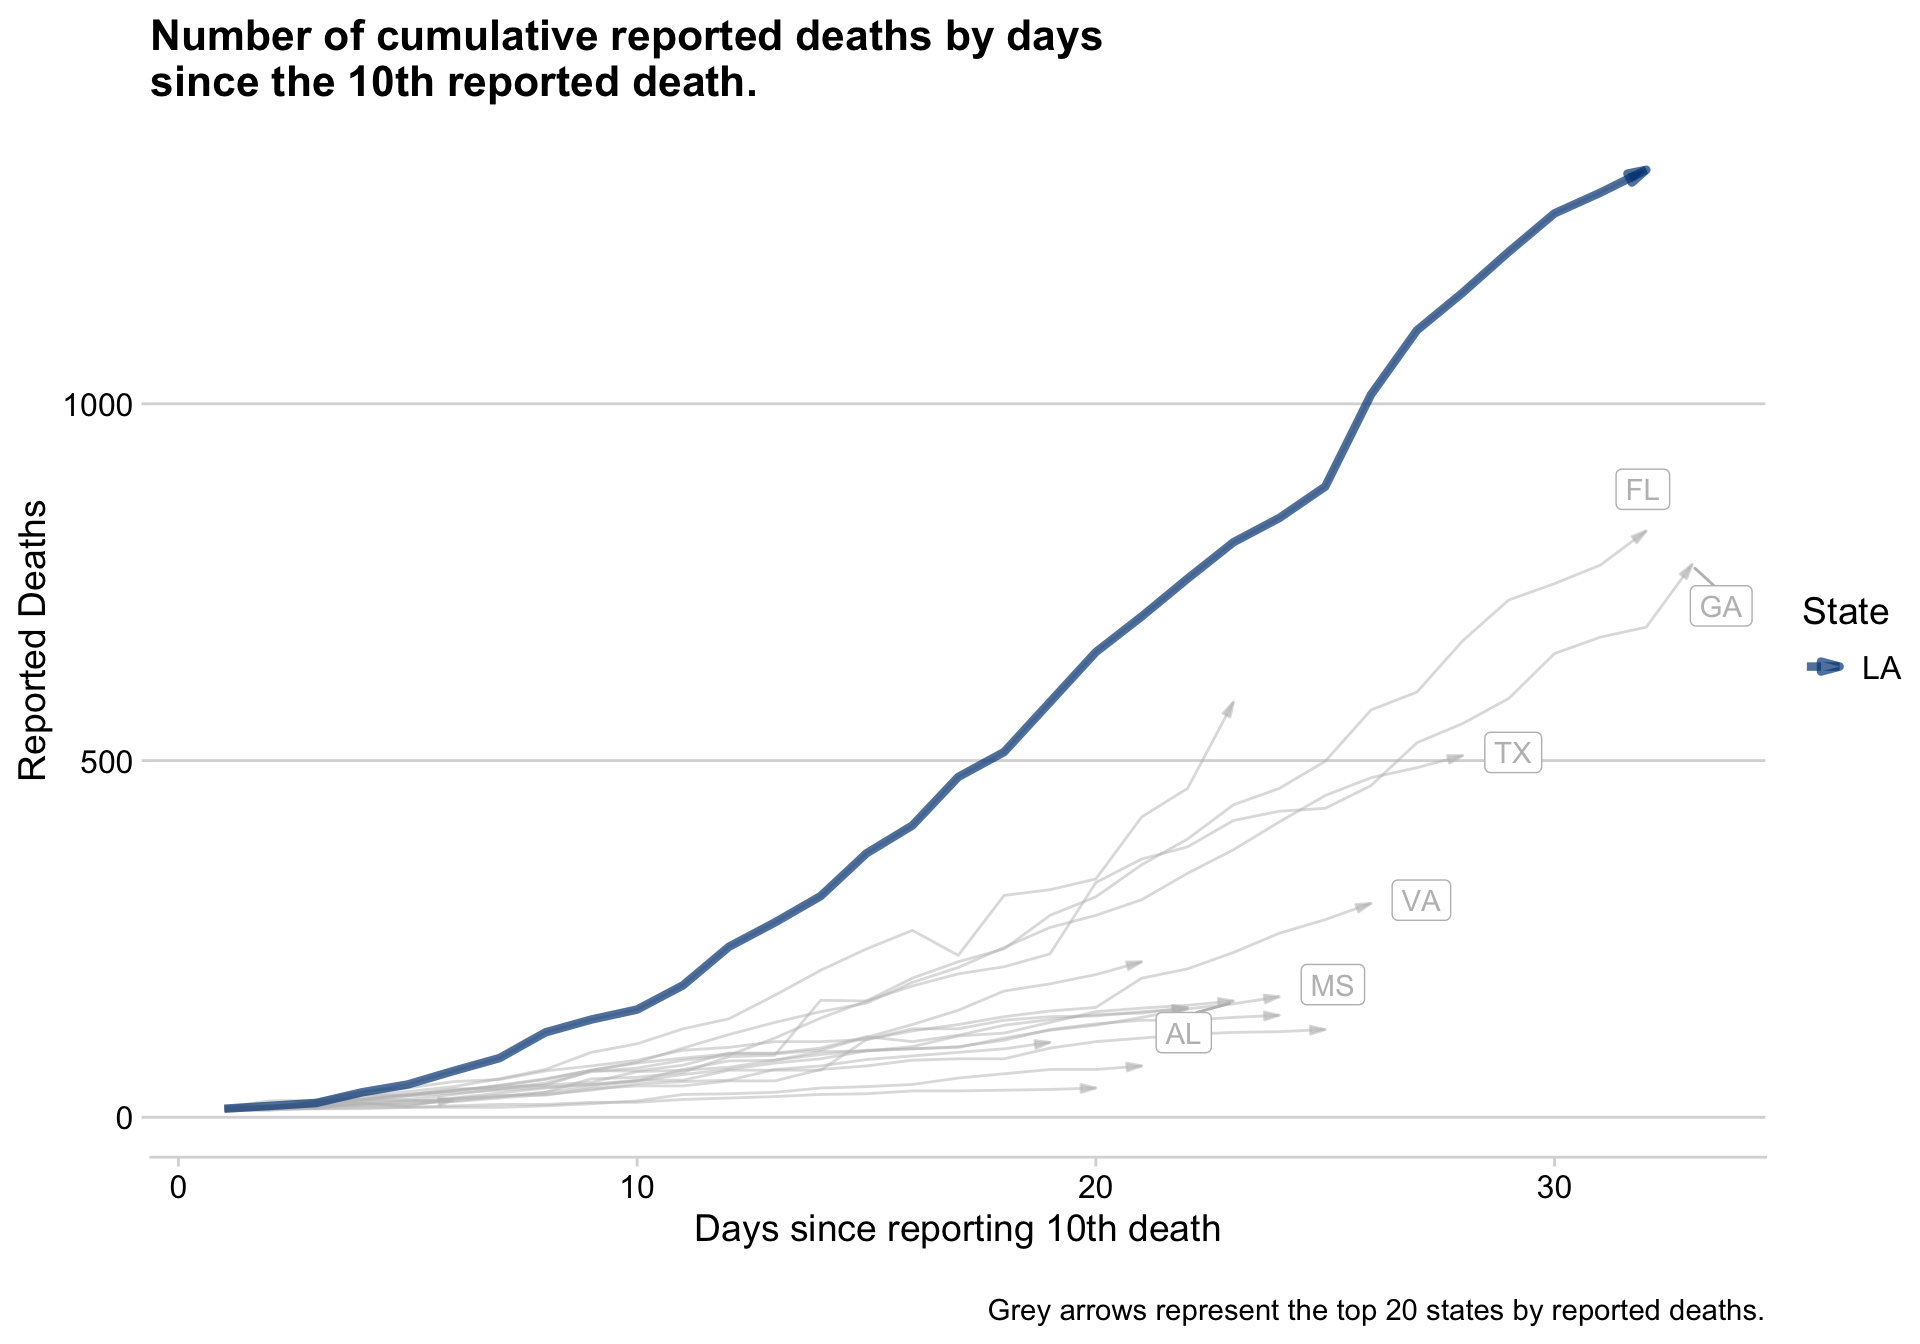 Number of cumulative reported deaths by days
since the 10th reported death.
Reported Deaths
1000
500
0
FL
GA
TX
VA
MS
AL
State
LA
0 10 20 30
Days since reporting 10th death
Grey arrows represent the top 20 states by reported deaths.